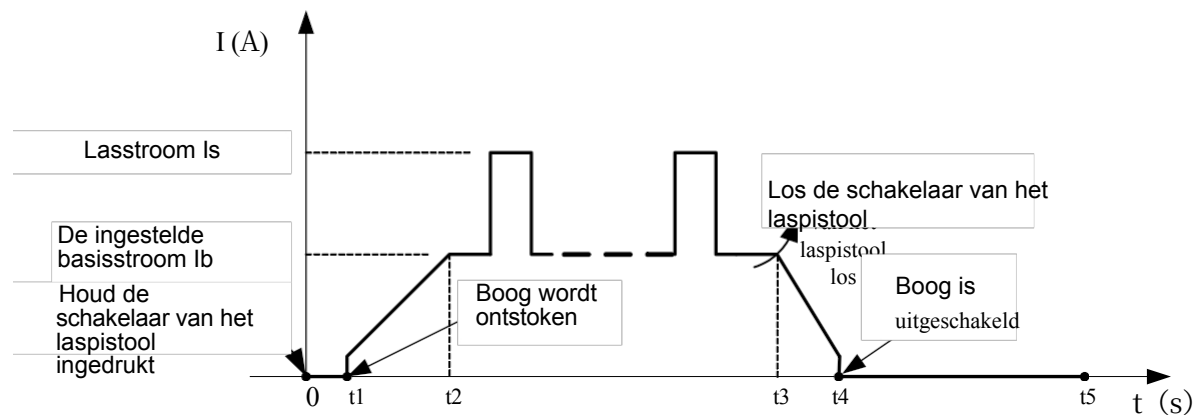 I (A)
Lasstroom Is
De ingestelde
basisstroom Ib
Houd de
schakelaar van het
laspistool
ingedrukt
Boog wordt
ontstoken
Los de schakelaar van het
laspistool
laspistool
los
Boog is
uitgeschakeld
0
t1
t2
t3
t4
t5
t (s)